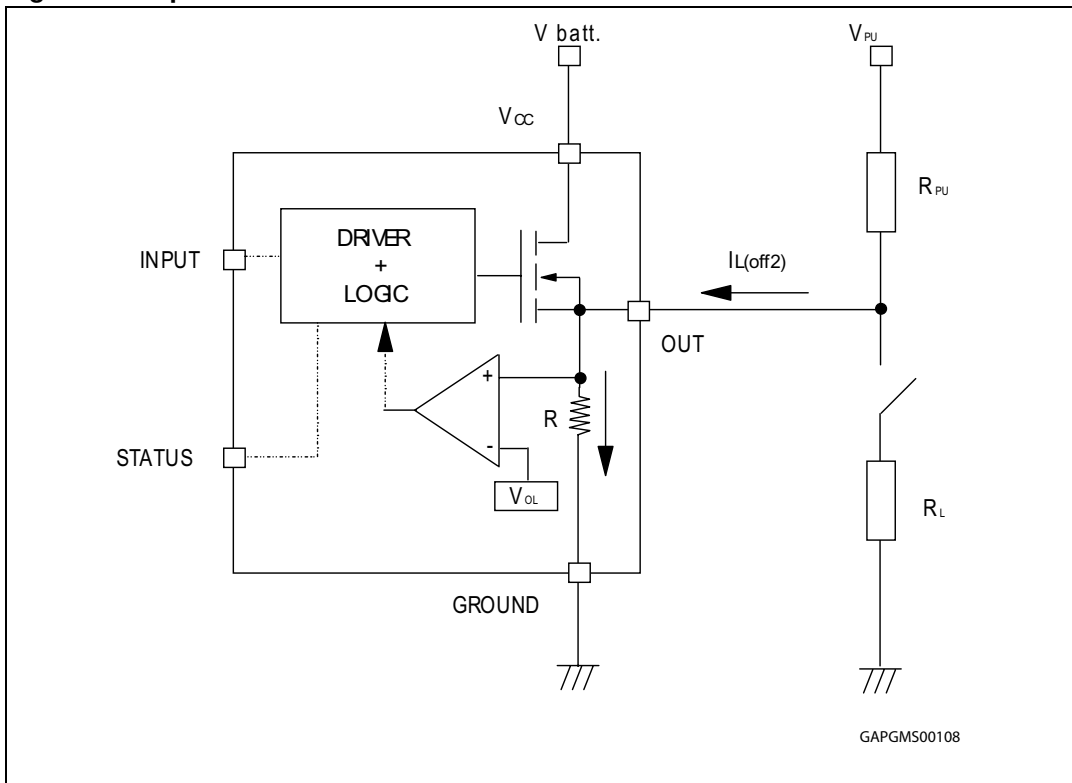 V batt.
VPU
VCC
RPU
DRIVER
+
LOGIC
INPUT
IL(off2)
OUT
+
R
-
STATUS
VOL
RL
GROUND
GAPGMS00108